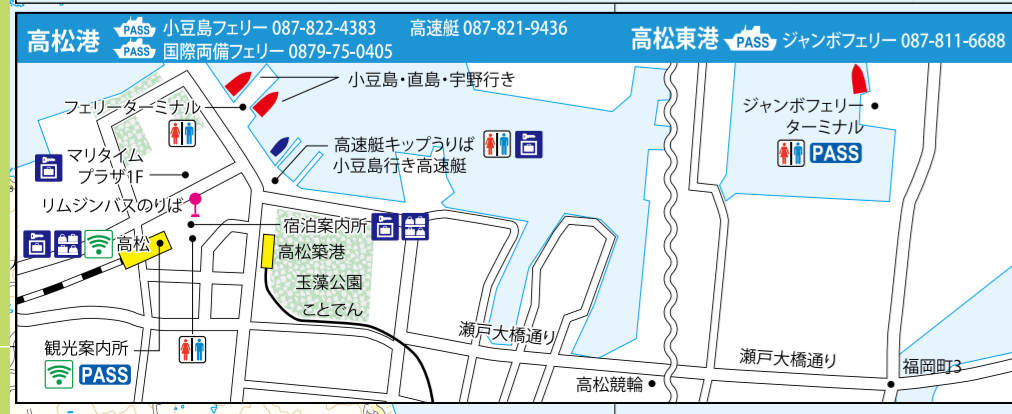 高松港 PASS 小豆島フェリー 087-822-4383 高速艇 087-821-9436
PASS 国際両備フェリー 0879-75-0405
高松東港 PASS ジャンボフェリー 087-811-6688
小豆島・直島・宇野行き
フェリーターミナル
高速艇キップうりば
小豆島行き高速艇
マリタイム
プラザ1F
リムジンバスのりば
宿泊案内所
高松
高松築港
玉藻公園
ことでん
観光案内所
PASS
瀬戸大橋通り
高松競輪
ジャンボフェリー
ターミナル
PASS
瀬戸大橋通り
福岡町3